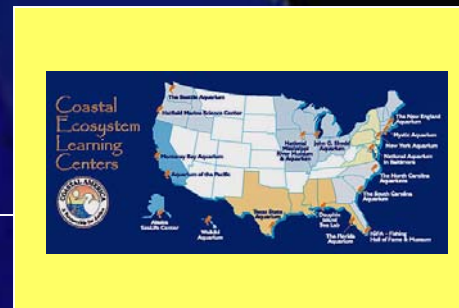 Coastal
Ecosystem
Learning
Centers
COASTAL AMERICA
The Seattle Aquarium
Hatfield Marine Science Center
Monterey Bay Aquarium
Aquarium of the Pacific
Alaska
SeaLife Center
Waikiki
Aquarium
Texas State
Aquarium
National
Mississippi
River Museum
& Aquarium
John G. Shedd
Aquarium
Dauphin
Island
Sea Lab
The Florida
Aquarium
IGFA - Fishing
Hall of Fame & Museum
The South Carolina
Aquarium
The North Carolina
Aquariums
National Aquarium
in Baltimore
New York Aquarium
Mystic Aquarium
The New England
Aquarium